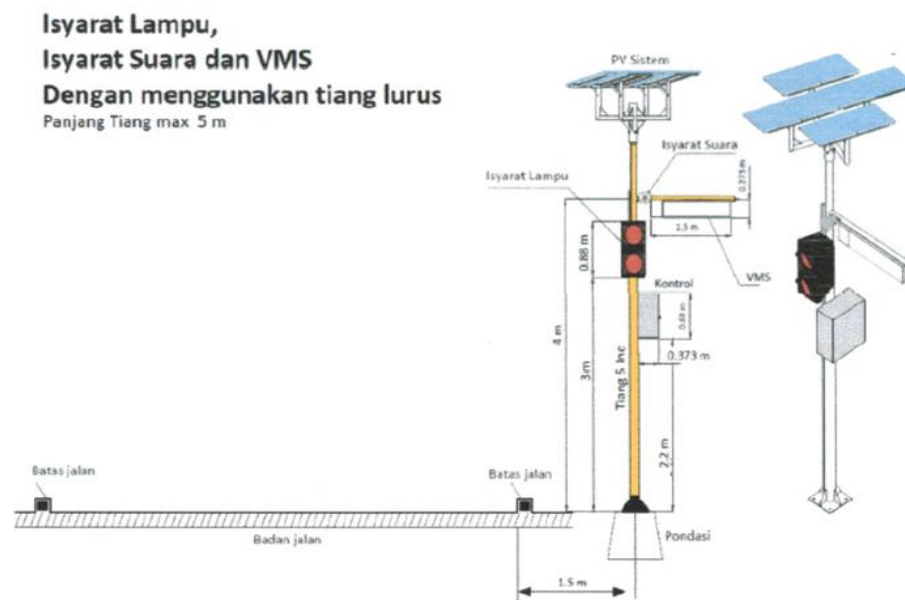 Isyarat Lampu,
Isyarat Suara dan VMS
Dengan menggunakan tiang lurus
Panjang Tiang max 5 m
PV Sistem
Isyarat Suara
Isyarat Lampu
0.275 m
1.5 m
VMS
0.88 m
Kontrol
4 m
3m
0.373 m
Tiang 5 Inc
2.2 m
Batas jalan
Batas jalan
Badan jalan
Pondasi
1.5 m